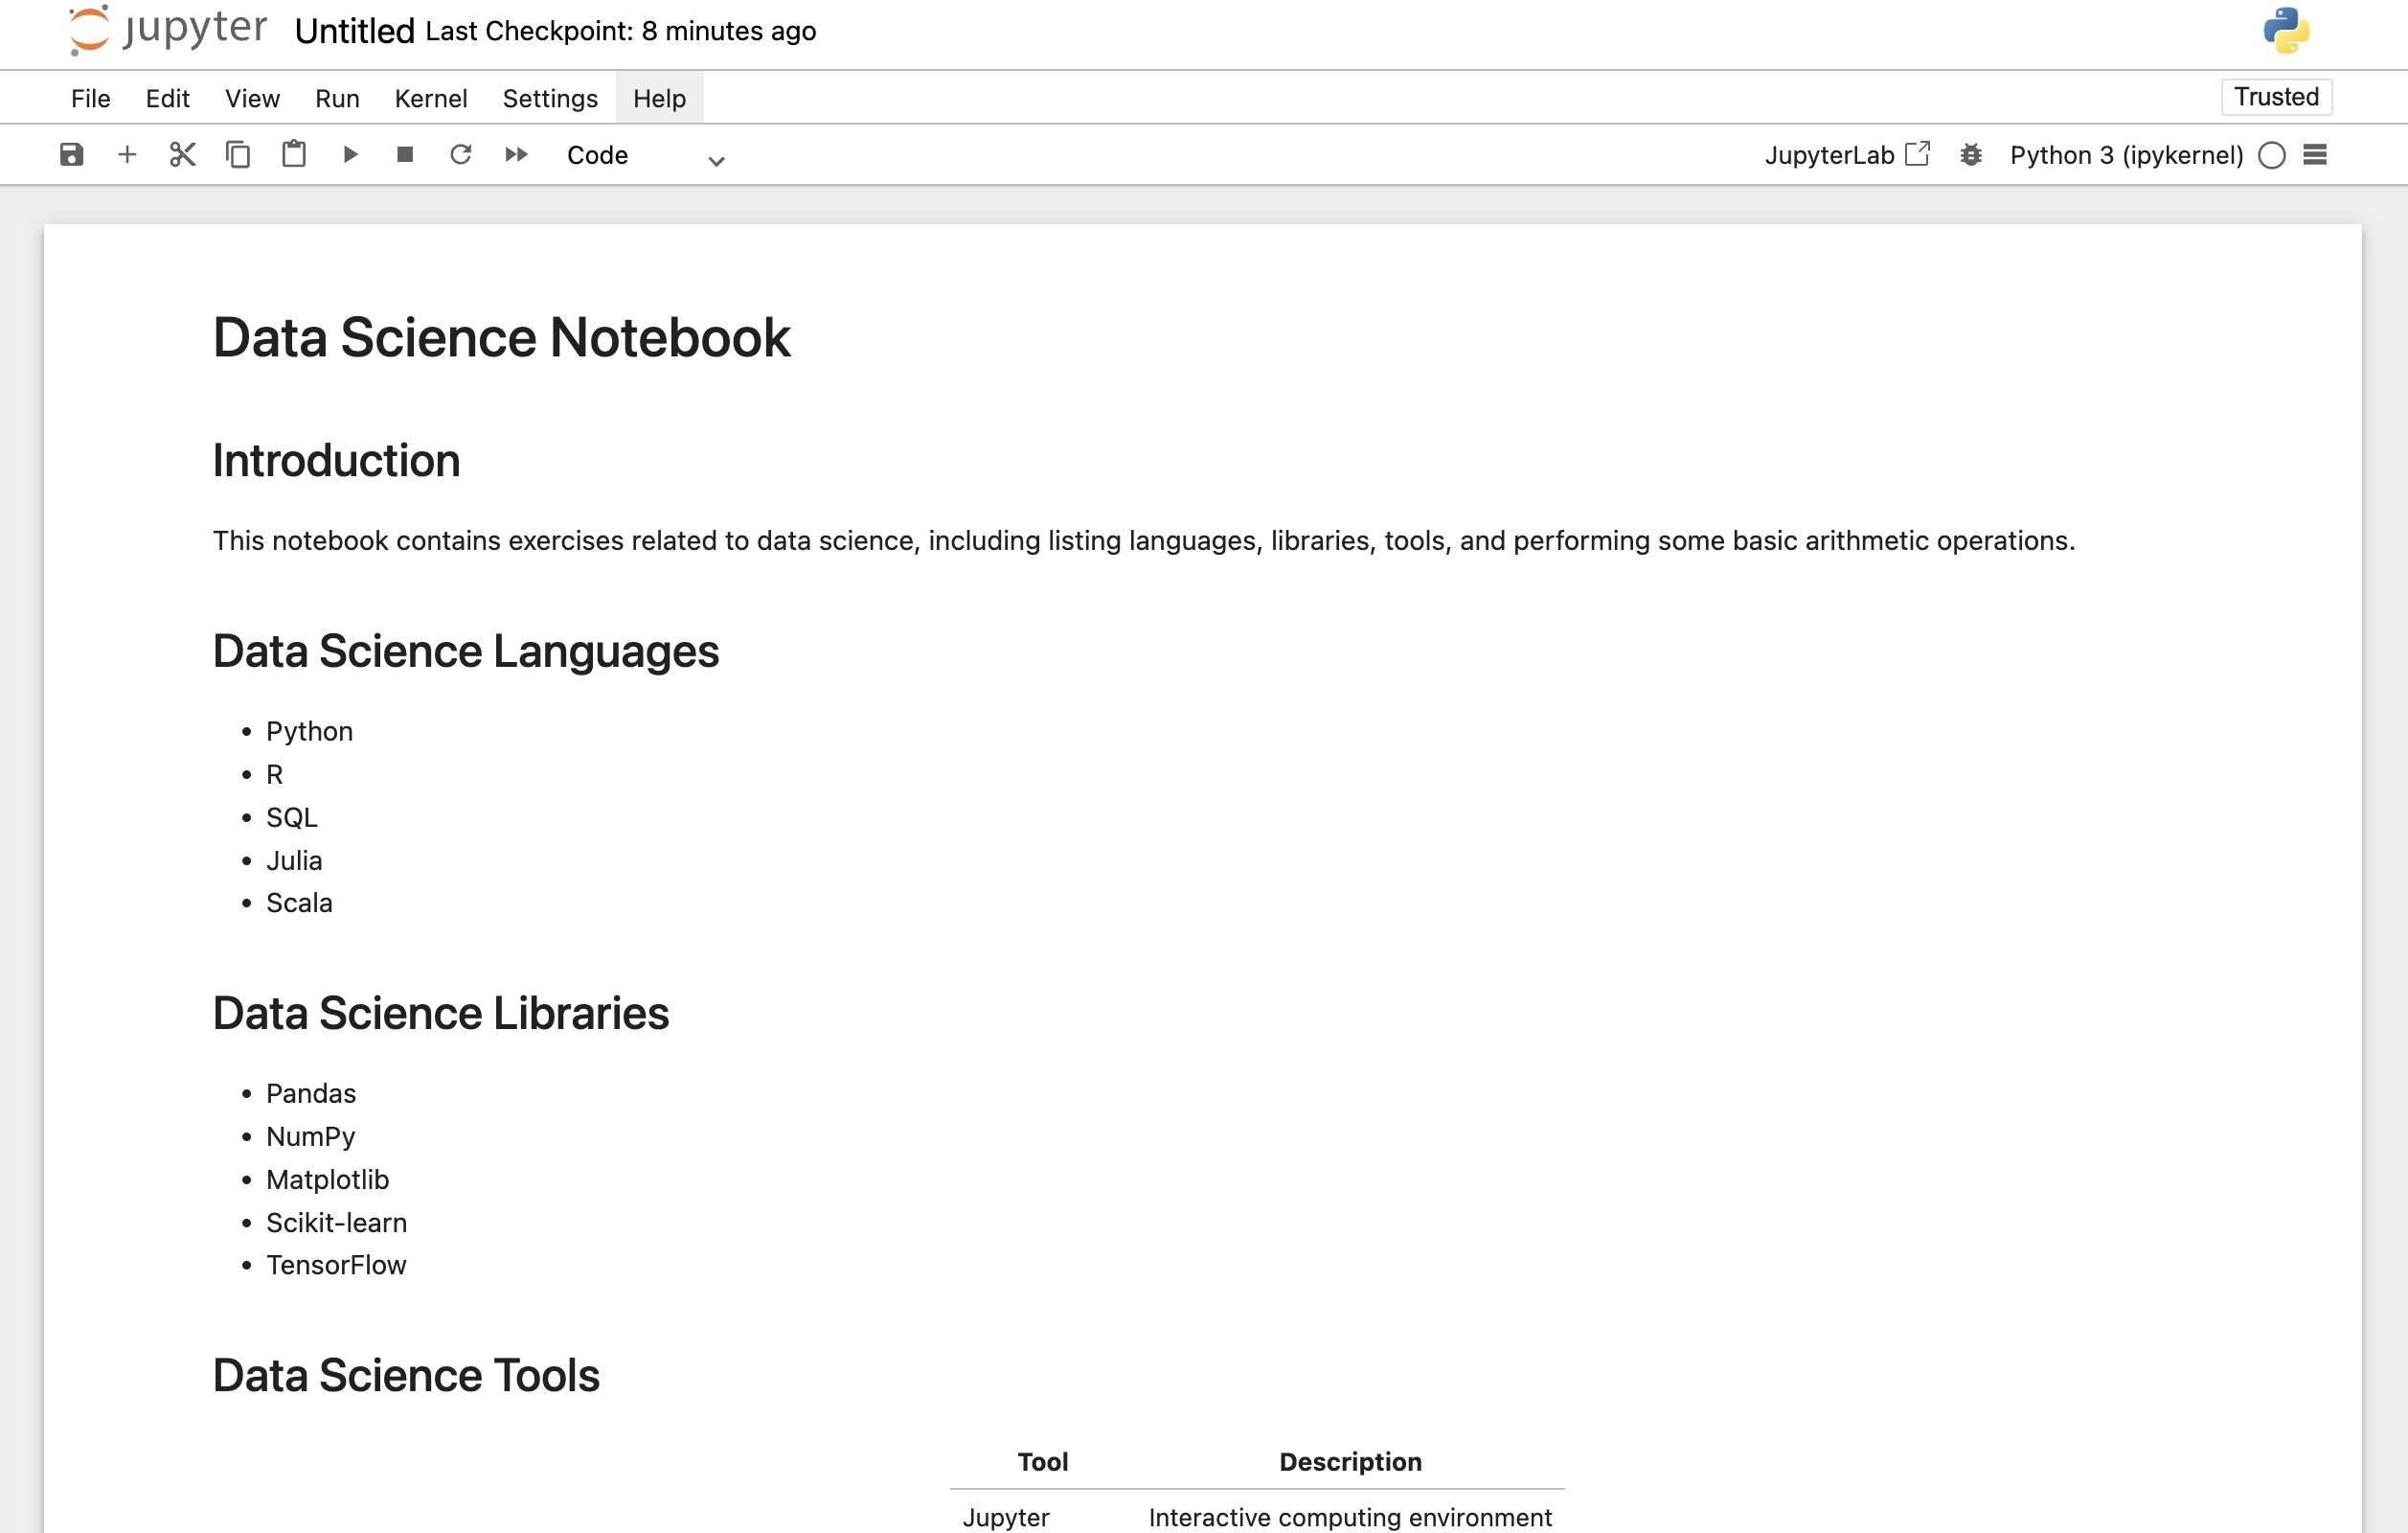 jupyter Untitled Last Checkpoint: 8 minutes ago
File Edit View Run Kernel Settings Help Trusted
Code JupyterLab Python 3 (ipykernel)
Data Science Notebook
Introduction
This notebook contains exercises related to data science, including listing languages, libraries, tools, and performing some basic arithmetic operations.
Data Science Languages
• Python
• R
• SQL
• Julia
• Scala
Data Science Libraries
• Pandas
• NumPy
• Matplotlib
• Scikit-learn
• TensorFlow
Data Science Tools
Tool Description
Jupyter Interactive computing environment